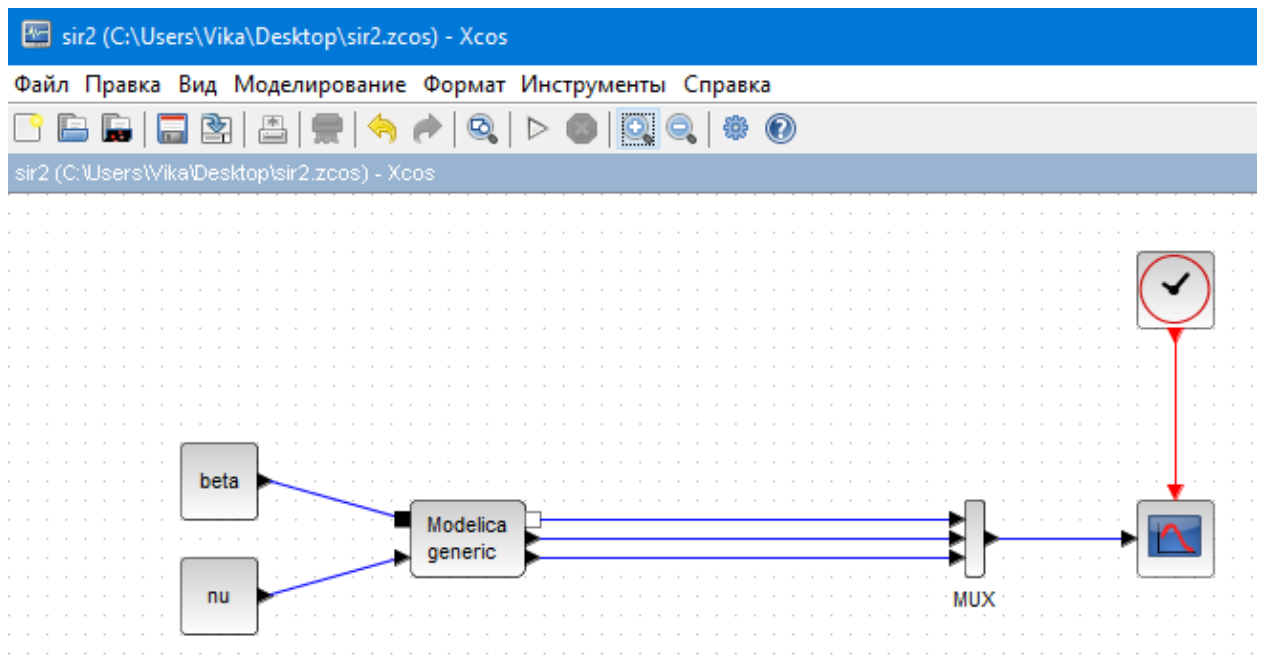 sir2 (C:\Users\Vika\Desktop\sir2.zcos) - Xcos
Файл Правка Вид Моделирование Формат Инструменты Справка
sir2 (C:\Users\Vika\Desktop\sir2.zcos) - Xcos
beta
Modelica
generic
nu
MUX